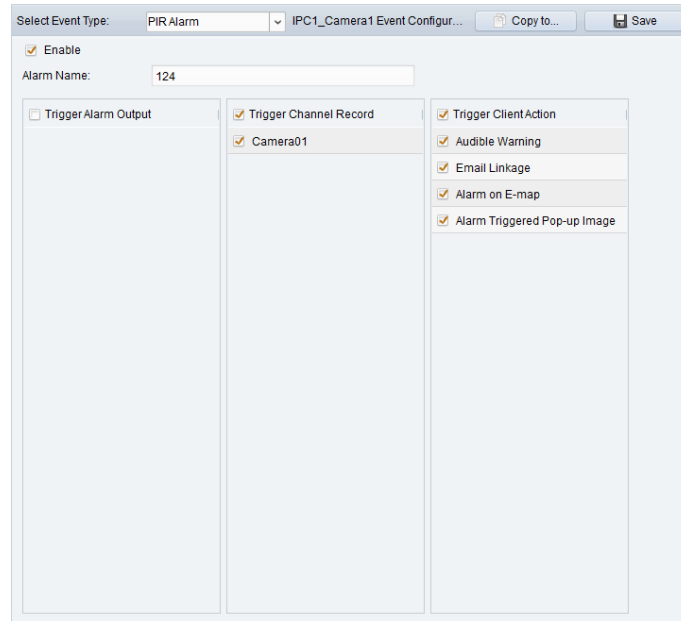 Select Event Type: PIR Alarm IPC1_Camera1 Event Configur... Copy to... Save
Enable
Alarm Name: 124
Trigger Alarm Output Trigger Channel Record Trigger Client Action
Camera01 Audible Warning
Email Linkage
Alarm on E-map
Alarm Triggered Pop-up Image